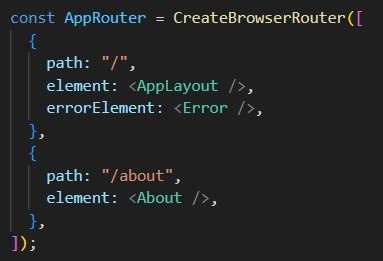 const AppRouter = CreateBrowserRouter([
  {
    path: "/",
    element: <AppLayout />,
    errorElement: <Error />,
  },
  {
    path: "/about",
    element: <About />,
  },
]);